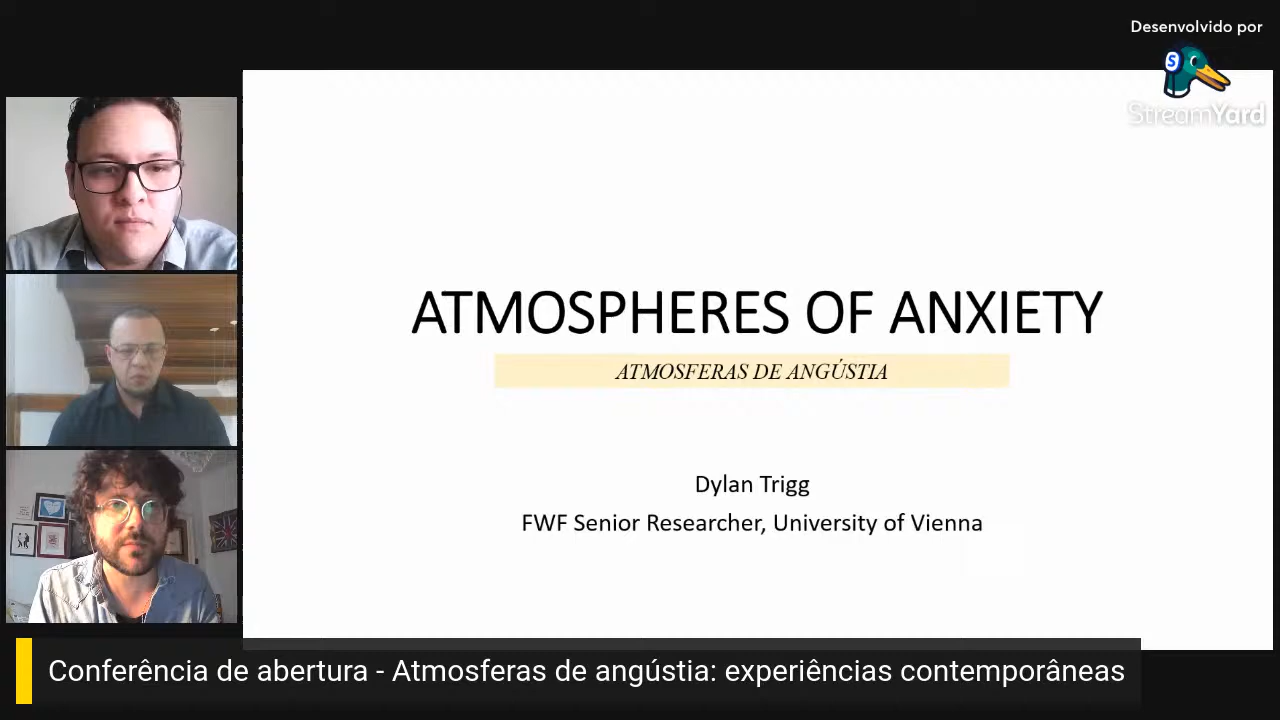 Desenvolvido por
S
StreamYard
ATMOSPHERES OF ANXIETY
ATMOSFERAS DE ANGÚSTIA
Dylan Trigg
FWF Senior Researcher, University of Vienna
Conferência de abertura - Atmosferas de angústia: experiências contemporâneas